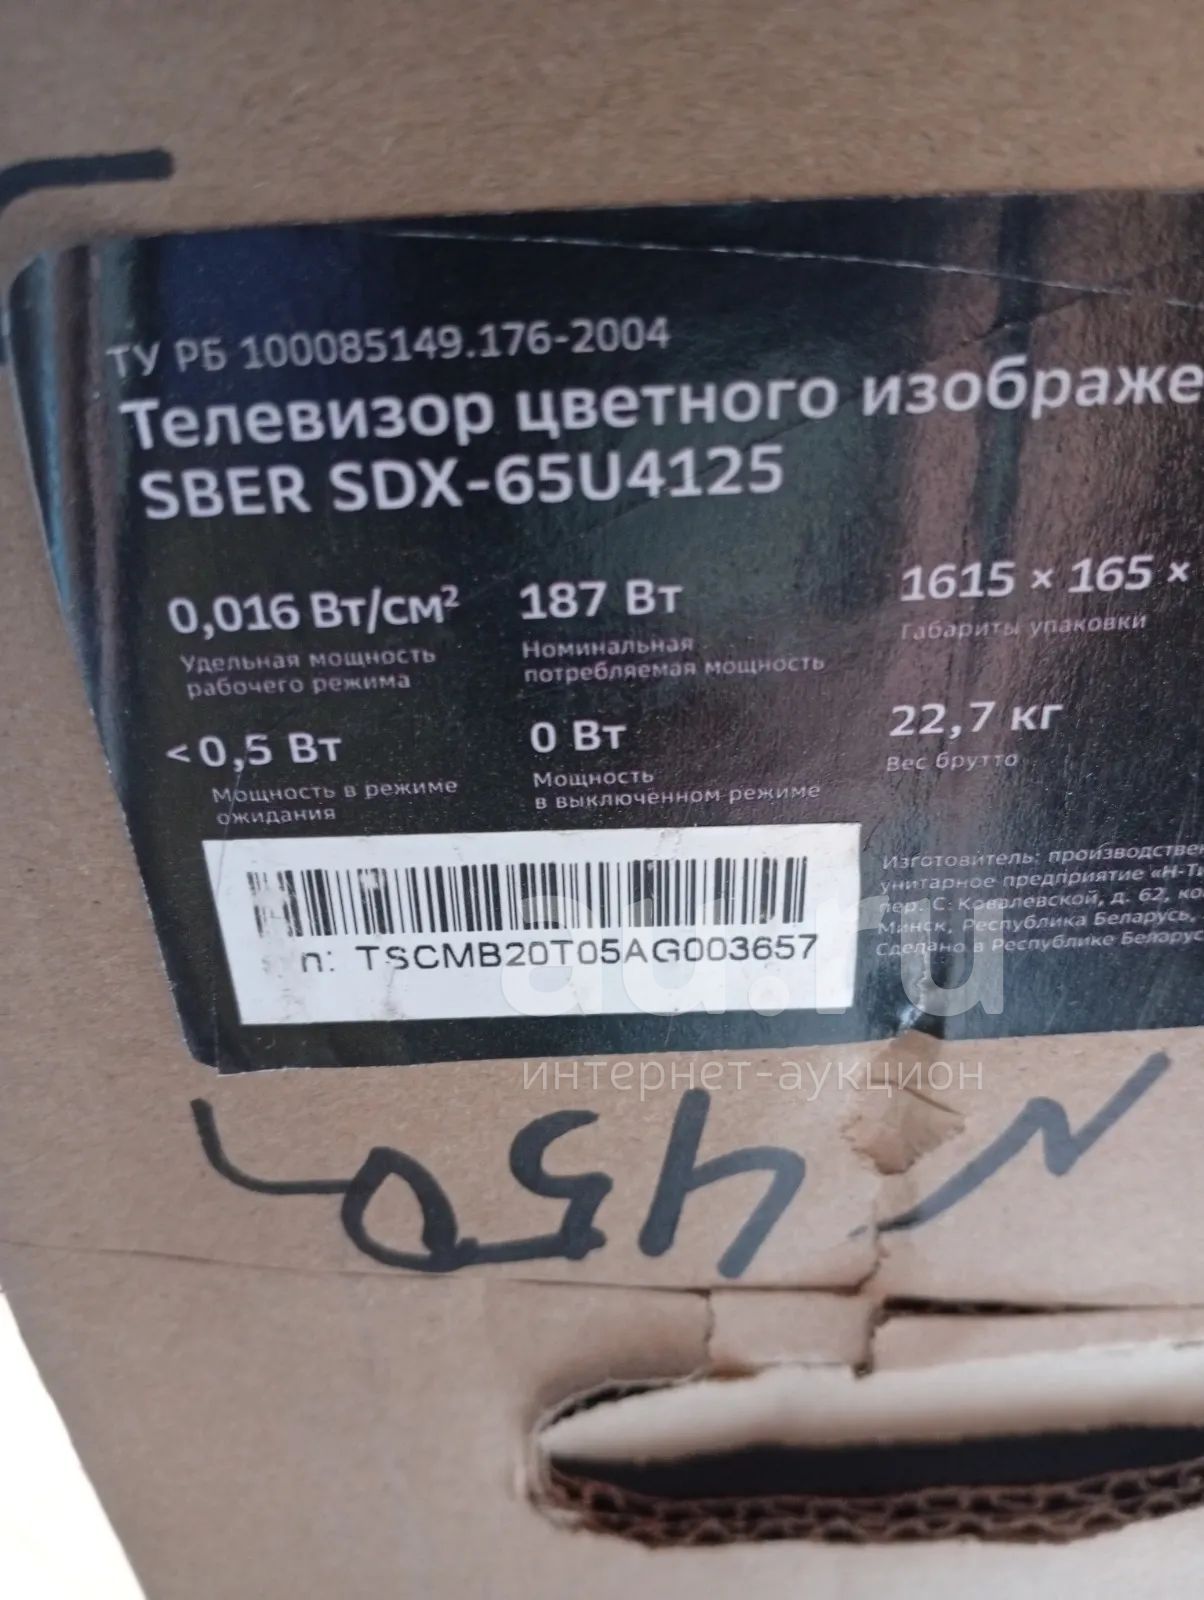 ТУ РБ 100085149.176-2004
Телевизор цветного изображе
SBER SDX-65U4125
0,016 Вт/см²
Удельная мощность
рабочего режима
187 Вт
Номинальная
потребляемая мощность
1615 × 165 ×
Габариты упаковки
< 0,5 Вт
Мощность в режиме
ожидания
0 Вт
Мощность
в выключенном режиме
22,7 кг
Вес брутто
n: TSCMB20T05AG003657
Изготовитель: производстве
унитарное предприятие «Н-Т
пер. С. Ковалевской, д. 62, ко
Минск, Республика Беларусь,
Сделано в Республике Беларус
au.ru
интернет-аукцион
450